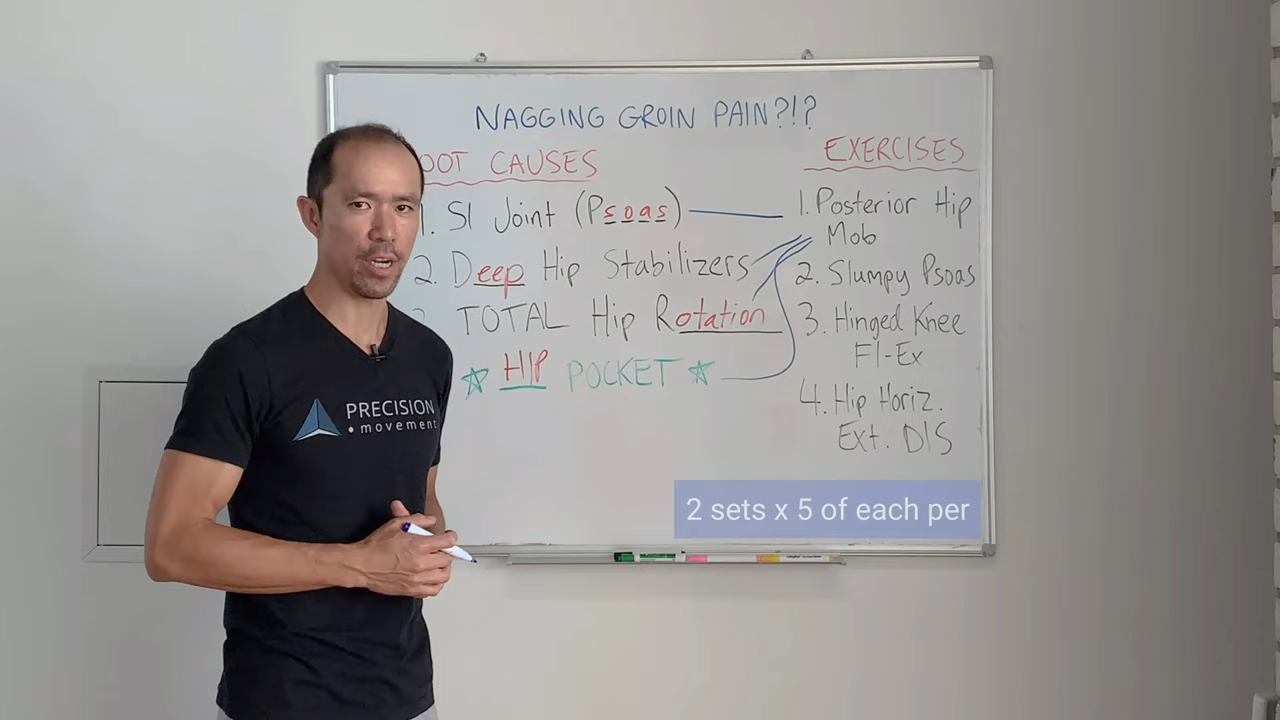 NAGGING GROIN PAIN?!?
OOT CAUSES
1. SI Joint (Psoas)
2. Deep Hip Stabilizers
TOTAL Hip Rotation
HIP POCKET
EXERCISES
1. Posterior Hip
Mob
2. Slumpy Psoas
3. Hinged Knee
Fl-Ex
4. Hip Horiz.
Ext. DIS
PRECISION
movement
2 sets x 5 of each per